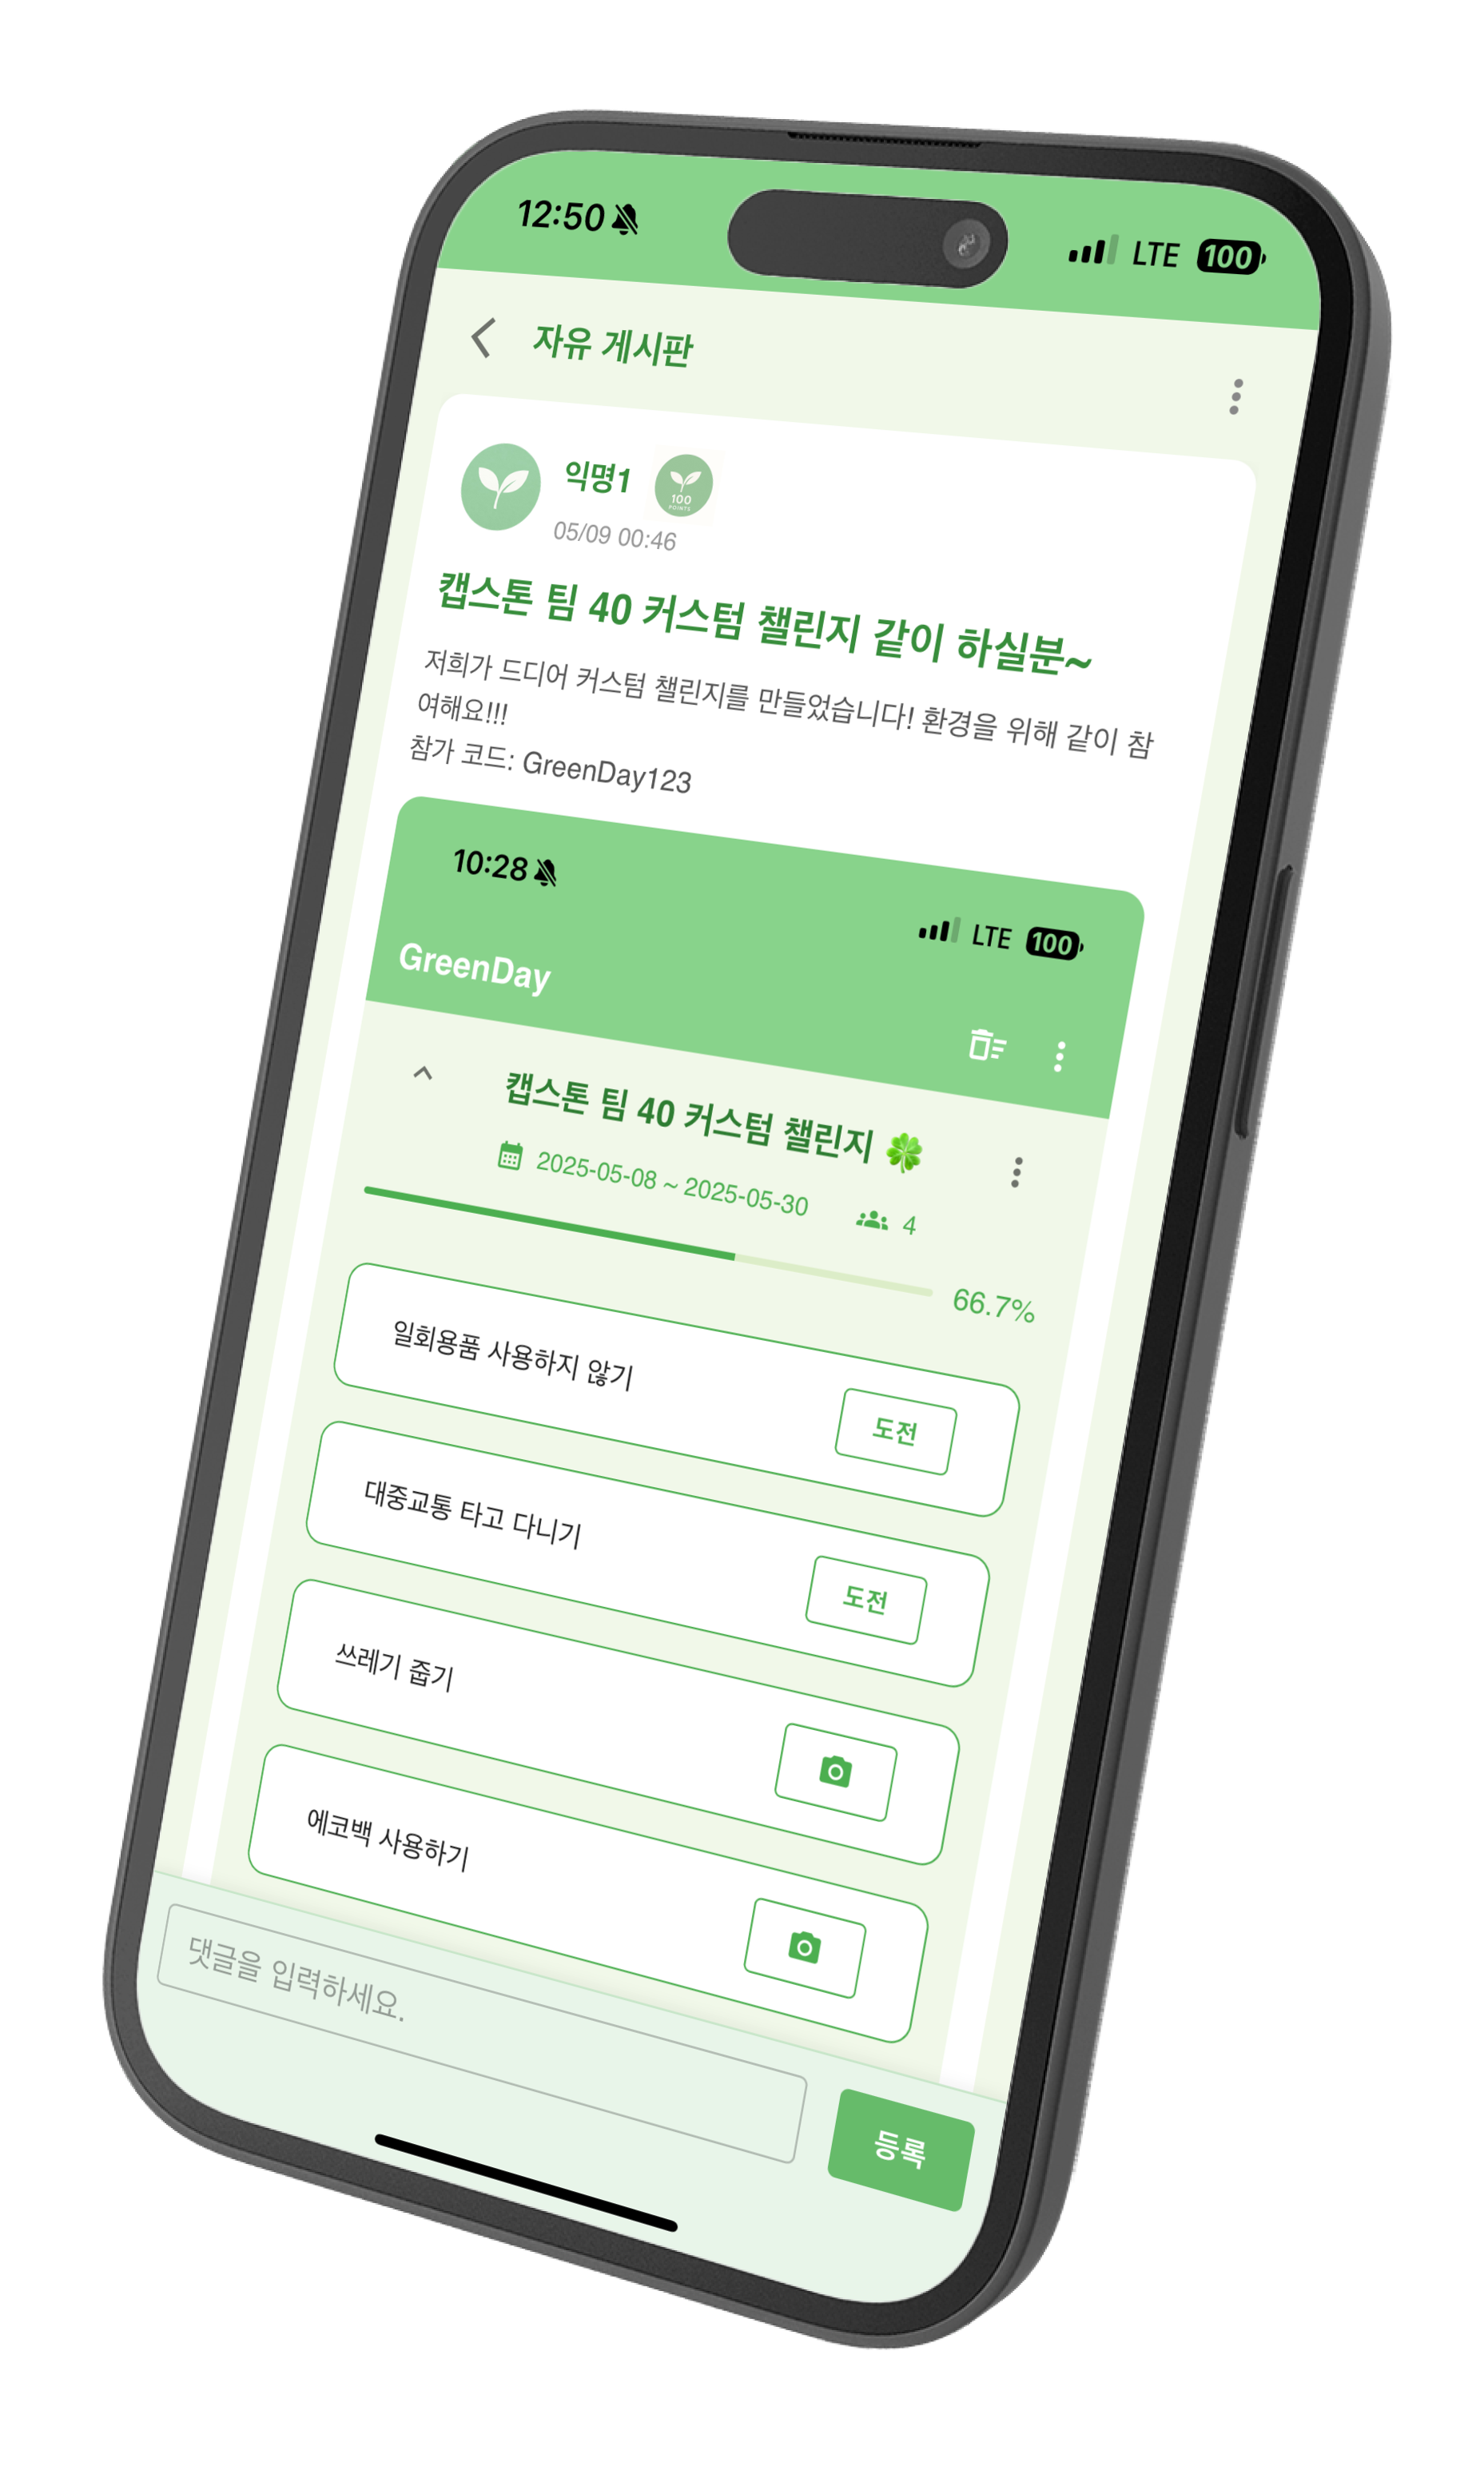 12:50 LTE 100
자유 게시판
익명1
100
POINTS
05/09 00:46
캡스톤 팀 40 커스텀 챌린지 같이 하실분~
저희가 드디어 커스텀 챌린지를 만들었습니다! 환경을 위해 같이 참
여해요!!!
참가 코드: GreenDay123
10:28 LTE 100
GreenDay
캡스톤 팀 40 커스텀 챌린지 🍀
2025-05-08 ~ 2025-05-30 4
66.7%
일회용품 사용하지 않기
도전
대중교통 타고 다니기
도전
쓰레기 줍기
에코백 사용하기
댓글을 입력하세요.
등록